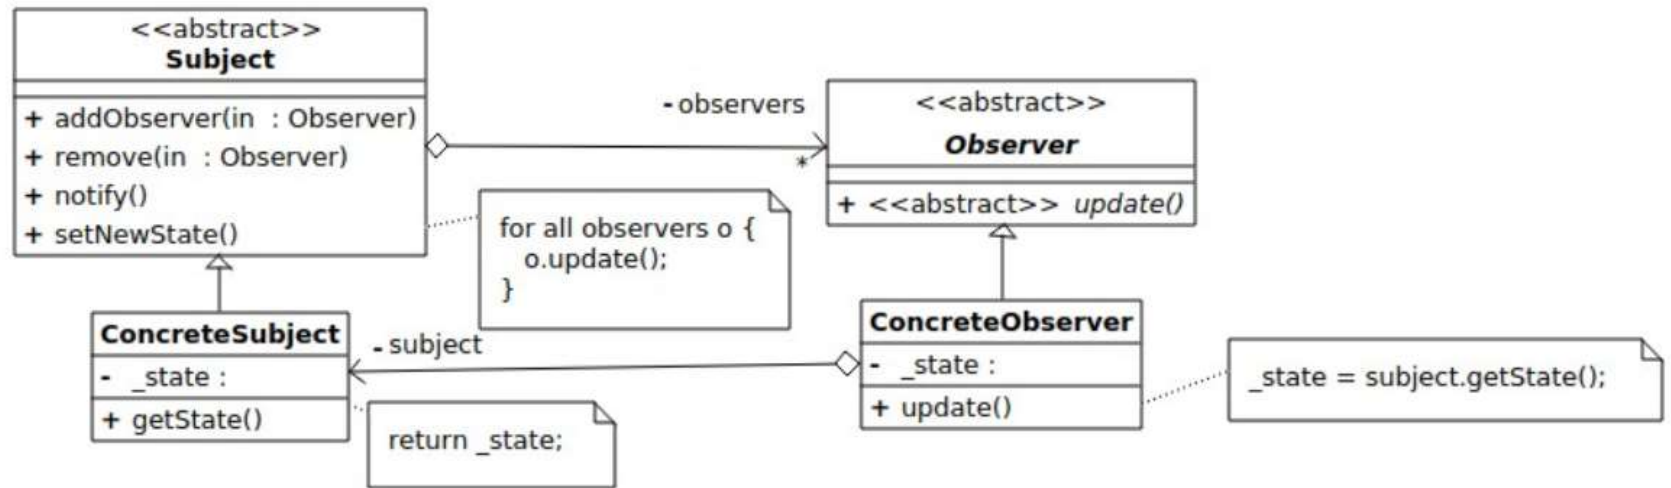 <<abstract>>
Subject
+ addObserver(in : Observer)
+ remove(in : Observer)
+ notify()
+ setNewState()
- observers
*
<<abstract>>
Observer
+ <<abstract>> update()
for all observers o {
o.update();
}
ConcreteSubject
- _state :
+ getState()
- subject
return _state;
ConcreteObserver
- _state :
+ update()
_state = subject.getState();